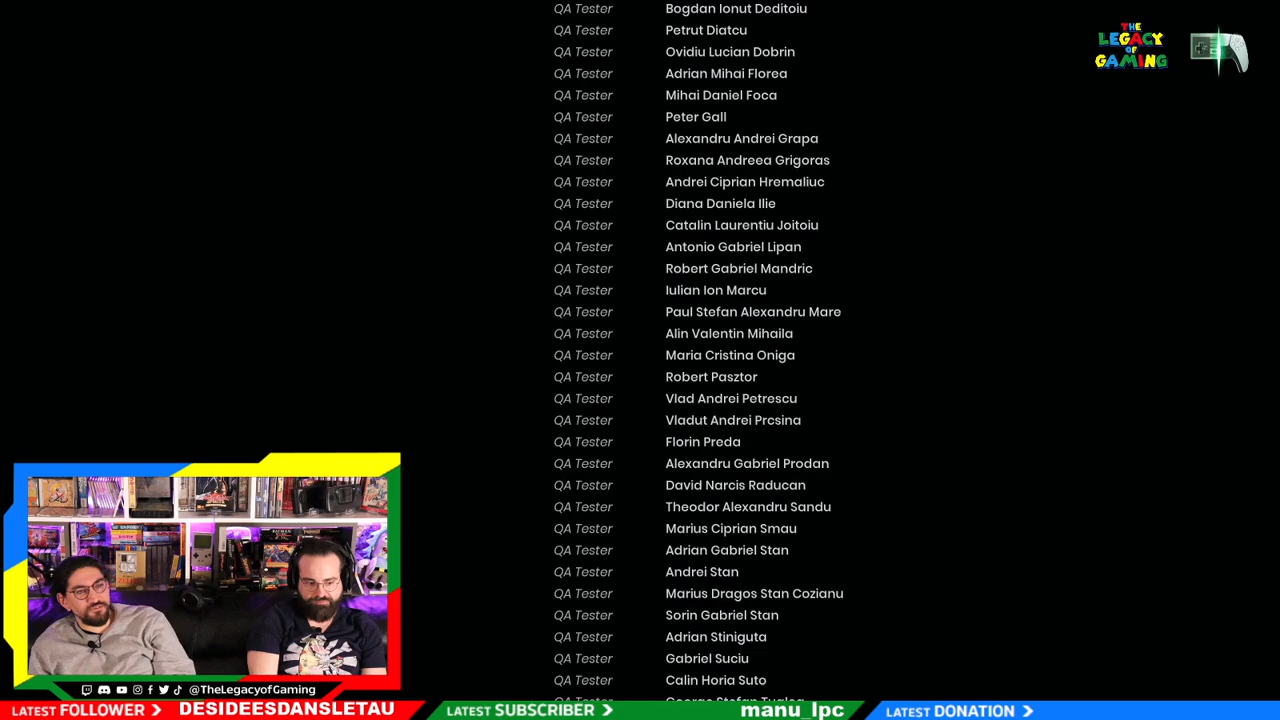 QA Tester Bogdan Ionut Deditoiu
QA Tester Petrut Diatcu
QA Tester Ovidiu Lucian Dobrin
QA Tester Adrian Mihai Florea
QA Tester Mihai Daniel Foca
QA Tester Peter Gall
QA Tester Alexandru Andrei Grapa
QA Tester Roxana Andreea Grigoras
QA Tester Andrei Ciprian Hremaliuc
QA Tester Diana Daniela Ilie
QA Tester Catalin Laurentiu Joitoiu
QA Tester Antonio Gabriel Lipan
QA Tester Robert Gabriel Mandric
QA Tester Iulian Ion Marcu
QA Tester Paul Stefan Alexandru Mare
QA Tester Alin Valentin Mihaila
QA Tester Maria Cristina Oniga
QA Tester Robert Pasztor
QA Tester Vlad Andrei Petrescu
QA Tester Vladut Andrei Prcsina
QA Tester Florin Preda
QA Tester Alexandru Gabriel Prodan
QA Tester David Narcis Raducan
QA Tester Theodor Alexandru Sandu
QA Tester Marius Ciprian Smau
QA Tester Adrian Gabriel Stan
QA Tester Andrei Stan
QA Tester Marius Dragos Stan Cozianu
QA Tester Sorin Gabriel Stan
QA Tester Adrian Stiniguta
QA Tester Gabriel Suciu
QA Tester Calin Horia Suto
QA Tester George Stefan
THE
LEGACY
OF
GAMING
@TheLegacyofGaming
LATEST FOLLOWER > DESIDEESDANSLETAU LATEST SUBSCRIBER > manu_lpc LATEST DONATION >